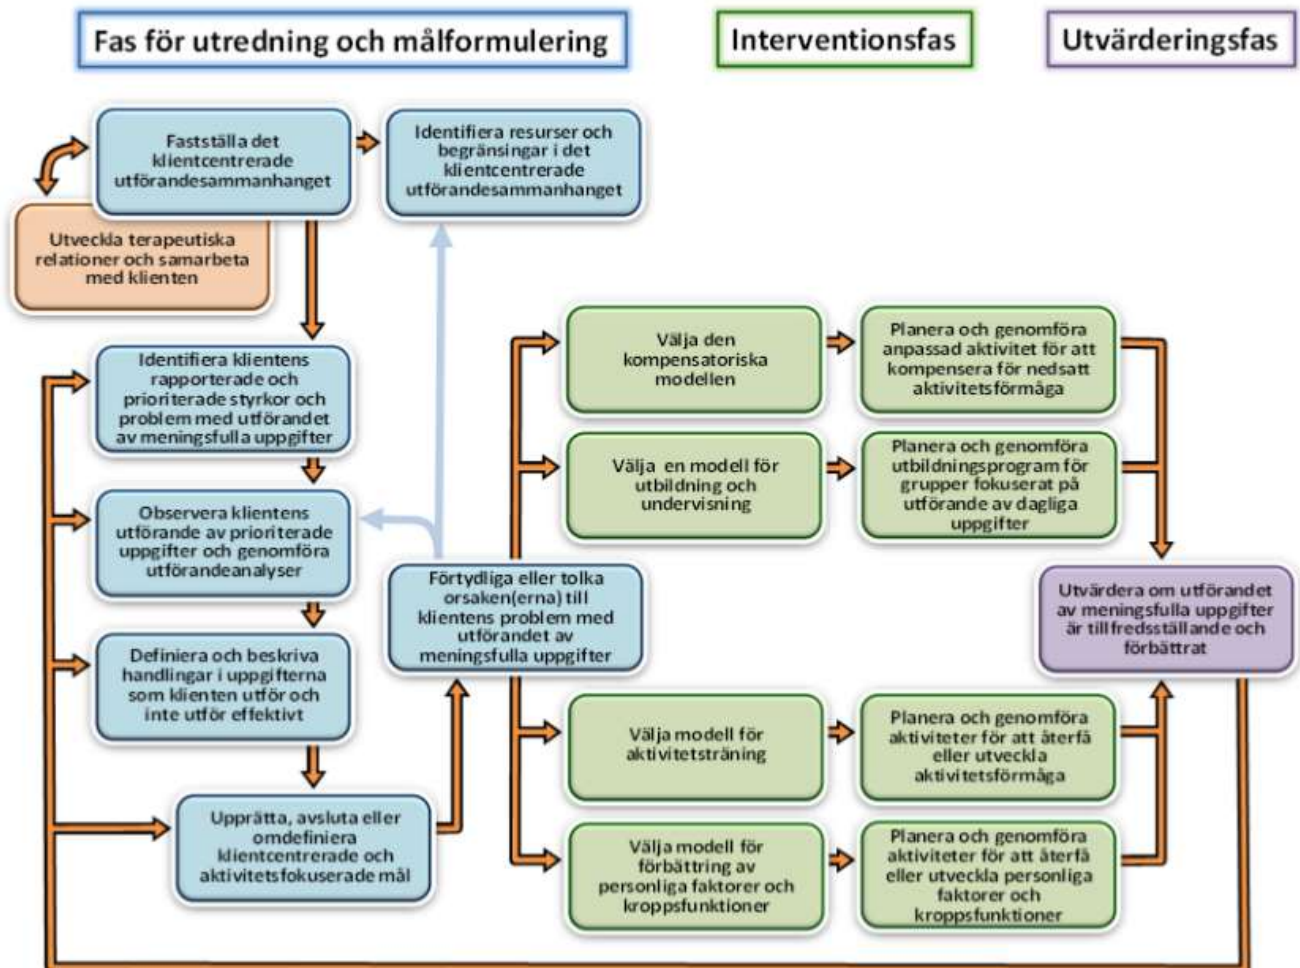 Fas för utredning och målformulering
Interventionsfas
Utvärderingsfas
Fastställa det
klientcentrerade
utförandesammanhanget
Identifiera resurser och
begränsingar i det
klientcentrerade
utförandesammanhanget
Utveckla terapeutiska
relationer och samarbeta
med klienten
Identifiera klientens
rapporterade och
prioriterade styrkor och
problem med utförandet
av meningsfulla uppgifter
Observera klientens
utförande av prioriterade
uppgifter och genomföra
utförandeanalyser
Definiera och beskriva
handlingar i uppgifterna
som klienten utför och
inte utför effektivt
Upprätta, avsluta eller
omdefiniera
klientcentrerade och
aktivitetsfokuserade mål
Förtydliga eller tolka
orsaken(erna) till
klientens problem med
utförandet av
meningsfulla uppgifter
Välja den
kompensatoriska
modellen
Planera och genomföra
anpassad aktivitet för att
kompensera för nedsatt
aktivitetsförmåga
Välja en modell för
utbildning och
undervisning
Planera och genomföra
utbildningsprogram för
grupper fokuserat på
utförande av dagliga
uppgifter
Välja modell för
aktivitetsträning
Planera och genomföra
aktiviteter för att återfå
eller utveckla
aktivitetsförmåga
Välja modell för
förbättring av
personliga faktorer och
kroppsfunktioner
Planera och genomföra
aktiviteter för att återfå
eller utveckla personliga
faktorer och
kroppsfunktioner
Utvärdera om utförandet
av meningsfulla uppgifter
är tillfredsställande och
förbättrat